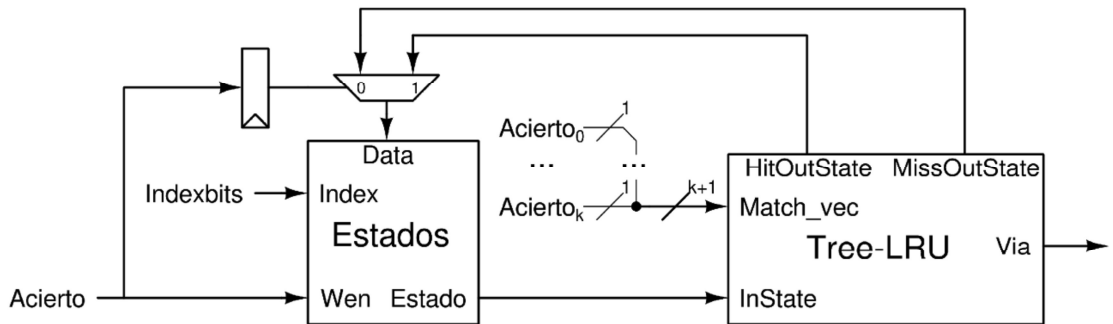 0 1
1
Acierto0
Data
HitOutState MissOutState
... ...
Indexbits
Index
1
k+1
Aciertok
Match_vec
Estados
Tree-LRU
Via
Acierto
Wen Estado
InState